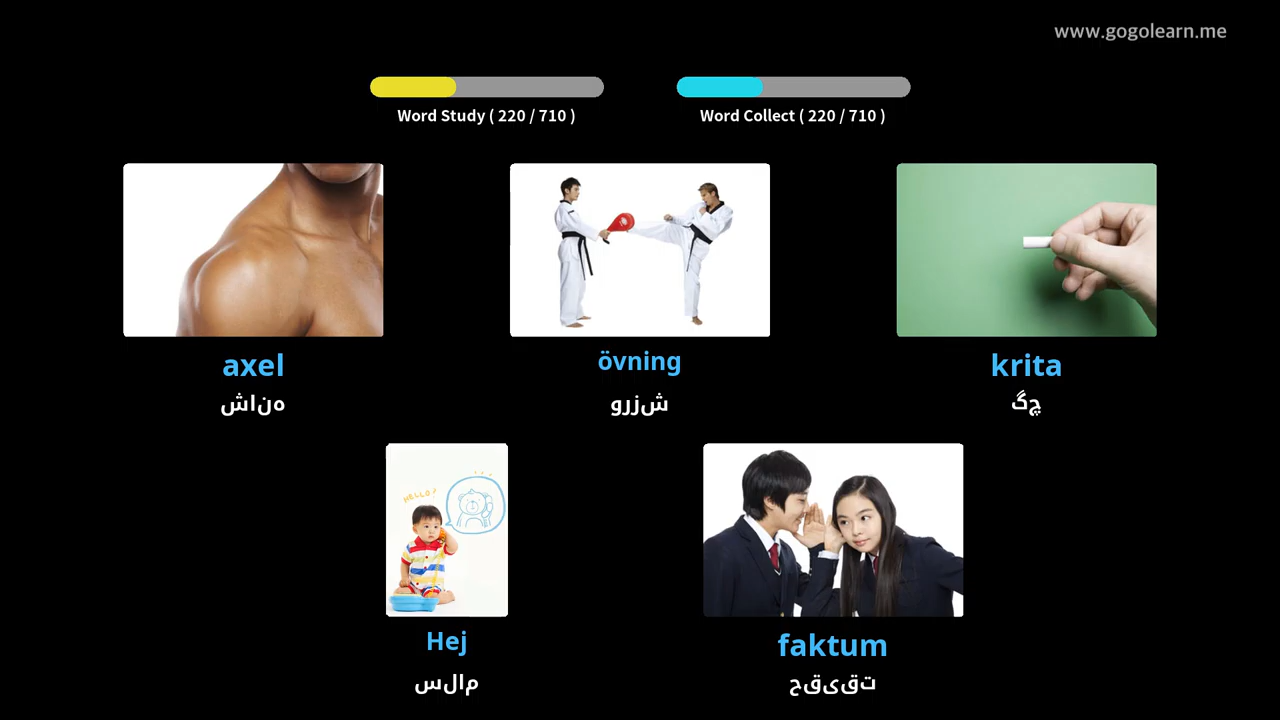 www.gogolearn.me
Word Study ( 220 / 710 )
Word Collect ( 220 / 710 )
axel
هناش
övning
شزرو
krita
چگ
HELLO!
Hej
مالس
faktum
تقیقح